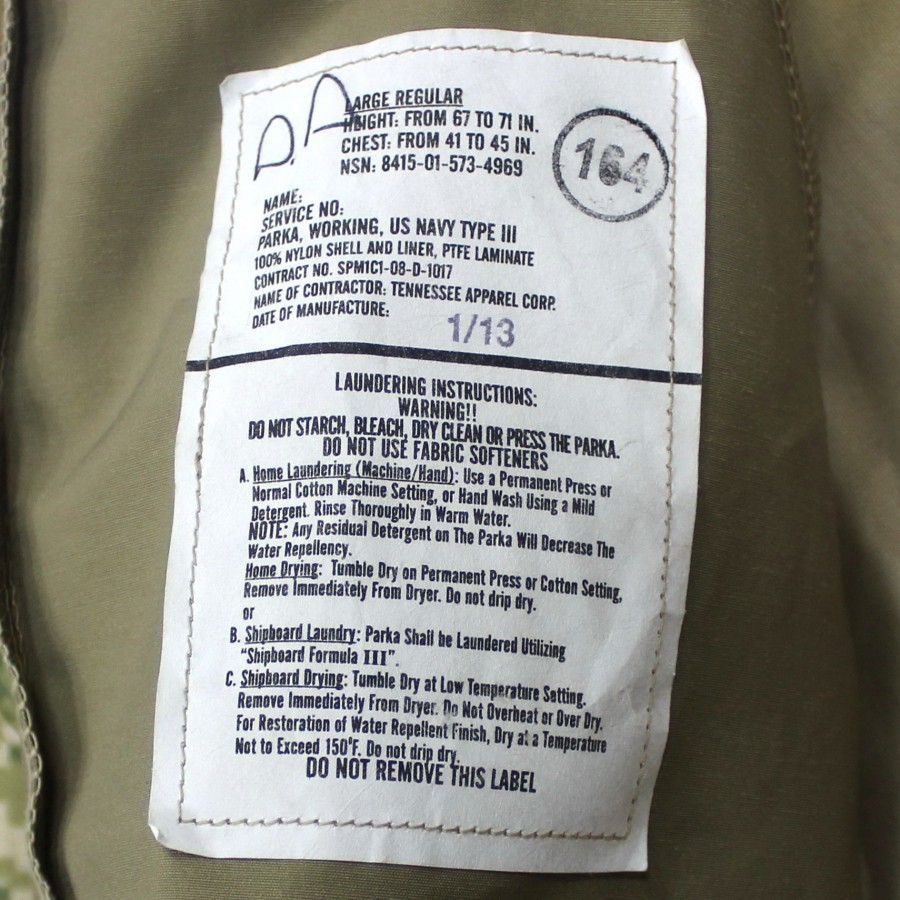 D.A
LARGE REGULAR
HEIGHT: FROM 67 TO 71 IN.
CHEST: FROM 41 TO 45 IN.
NSN: 8415-01-573-4969
164
NAME:
SERVICE NO:
PARKA, WORKING, US NAVY TYPE III
100% NYLON SHELL AND LINER, PTFE LAMINATE
CONTRACT NO. SPM1C1-08-D-1017
NAME OF CONTRACTOR: TENNESSEE APPAREL CORP.
DATE OF MANUFACTURE: 1/13
LAUNDERING INSTRUCTIONS:
WARNING!!
DO NOT STARCH, BLEACH, DRY CLEAN OR PRESS THE PARKA.
DO NOT USE FABRIC SOFTENERS
A. Home Laundering (Machine/Hand): Use a Permanent Press or
Normal Cotton Machine Setting, or Hand Wash Using a Mild
Detergent. Rinse Thoroughly in Warm Water.
NOTE: Any Residual Detergent on The Parka Will Decrease The
Water Repellency.
Home Drying: Tumble Dry on Permanent Press or Cotton Setting,
Remove Immediately From Dryer. Do not drip dry.
or
B. Shipboard Laundry: Parka Shall be Laundered Utilizing
"Shipboard Formula III".
C. Shipboard Drying: Tumble Dry at Low Temperature Setting.
Remove Immediately From Dryer. Do Not Overheat or Over Dry.
For Restoration of Water Repellent Finish, Dry at a Temperature
Not to Exceed 150°F. Do not drip dry.
DO NOT REMOVE THIS LABEL